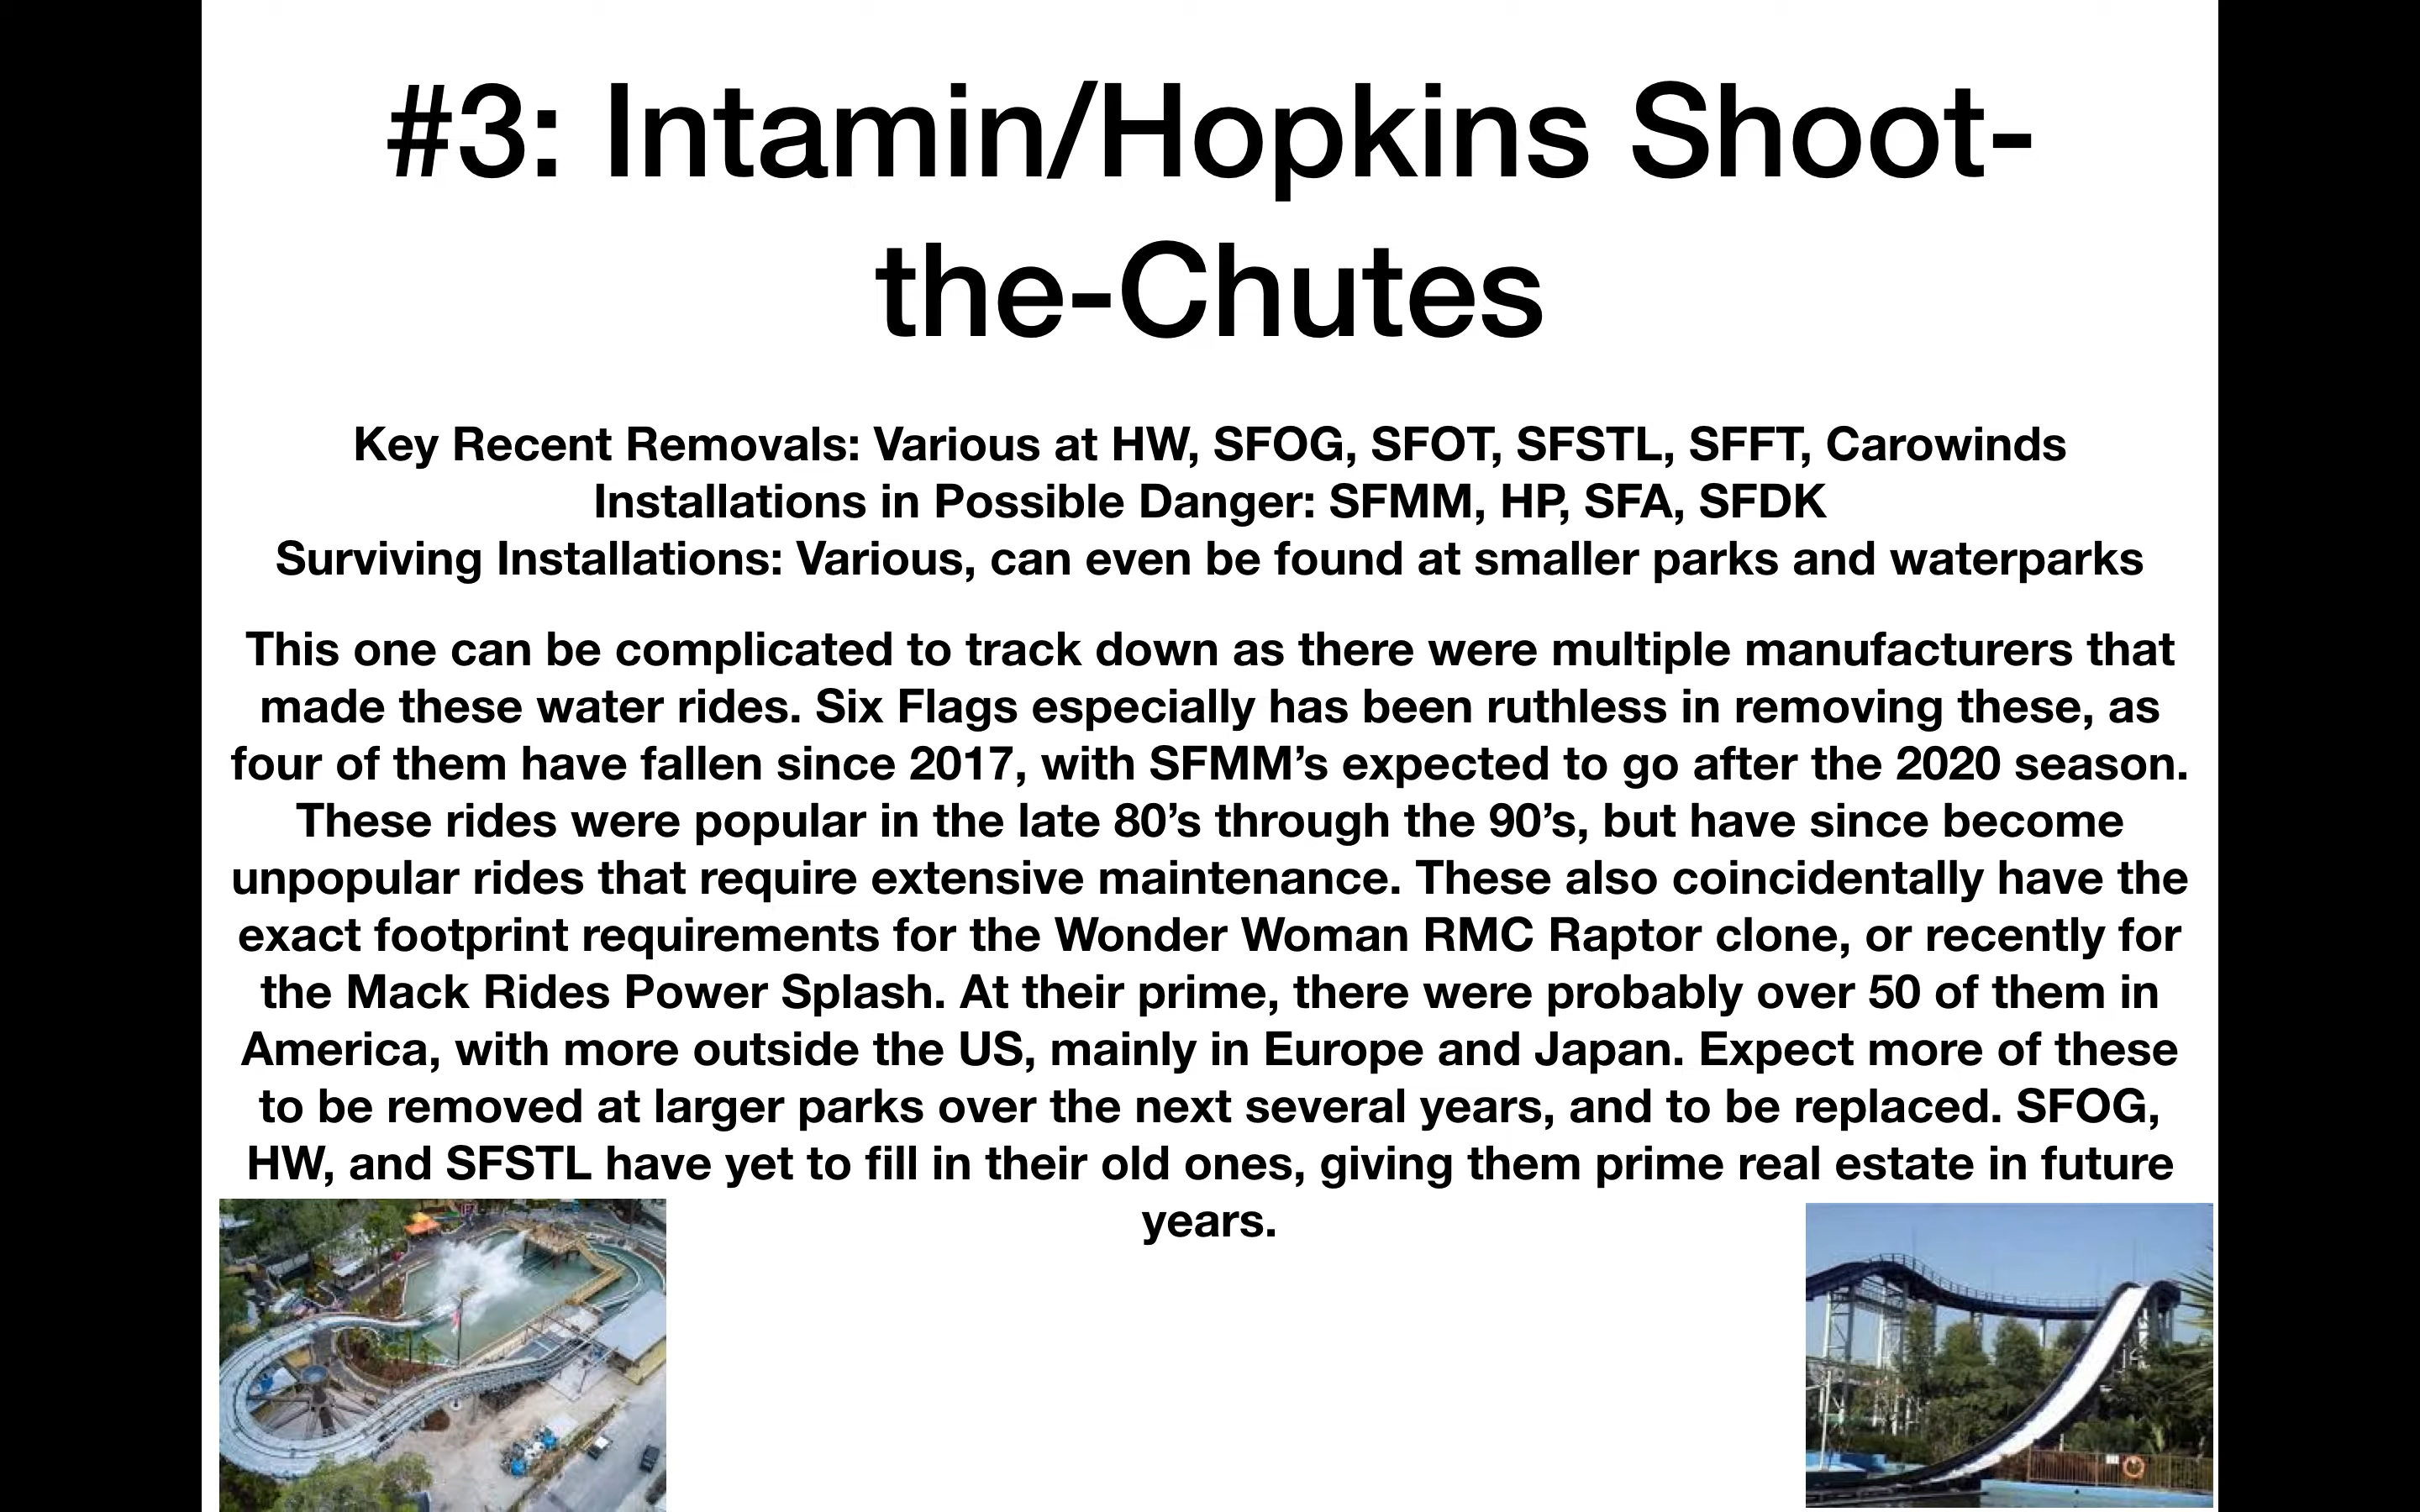 #3: Intamin/Hopkins Shoot-
the-Chutes
Key Recent Removals: Various at HW, SFOG, SFOT, SFSTL, SFFT, Carowinds
Installations in Possible Danger: SFMM, HP, SFA, SFDK
Surviving Installations: Various, can even be found at smaller parks and waterparks
This one can be complicated to track down as there were multiple manufacturers that
made these water rides. Six Flags especially has been ruthless in removing these, as
four of them have fallen since 2017, with SFMM’s expected to go after the 2020 season.
These rides were popular in the late 80’s through the 90’s, but have since become
unpopular rides that require extensive maintenance. These also coincidentally have the
exact footprint requirements for the Wonder Woman RMC Raptor clone, or recently for
the Mack Rides Power Splash. At their prime, there were probably over 50 of them in
America, with more outside the US, mainly in Europe and Japan. Expect more of these
to be removed at larger parks over the next several years, and to be replaced. SFOG,
HW, and SFSTL have yet to fill in their old ones, giving them prime real estate in future
years.